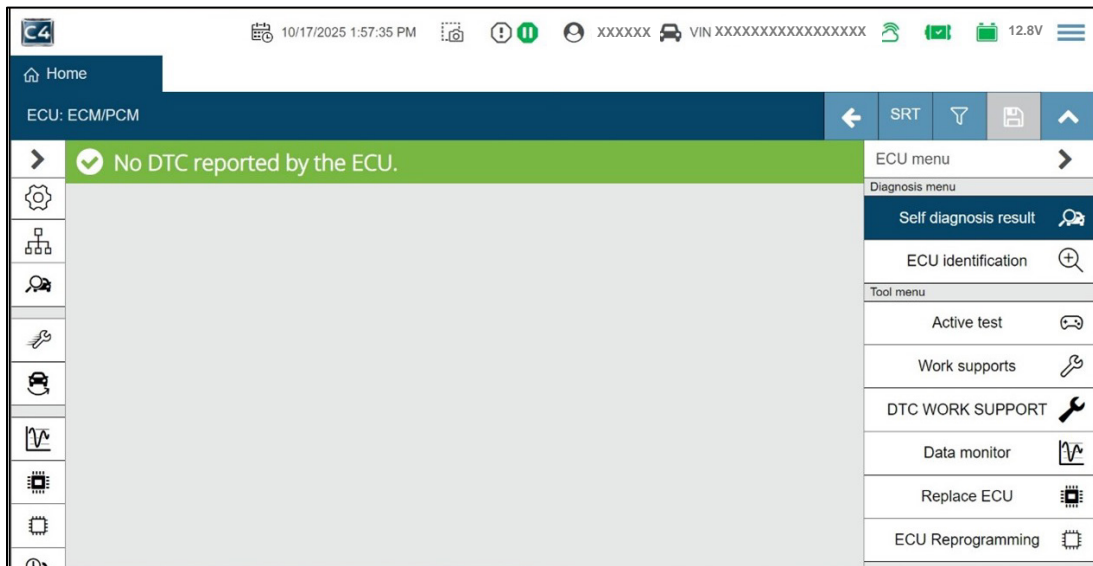 C4 10/17/2025 1:57:35 PM XXXXXX VIN XXXXXXXXXXXXXXXXX 12.8V
Home
ECU: ECM/PCM SRT
No DTC reported by the ECU.
ECU menu
Diagnosis menu
Self diagnosis result
ECU identification
Tool menu
Active test
Work supports
DTC WORK SUPPORT
Data monitor
Replace ECU
ECU Reprogramming